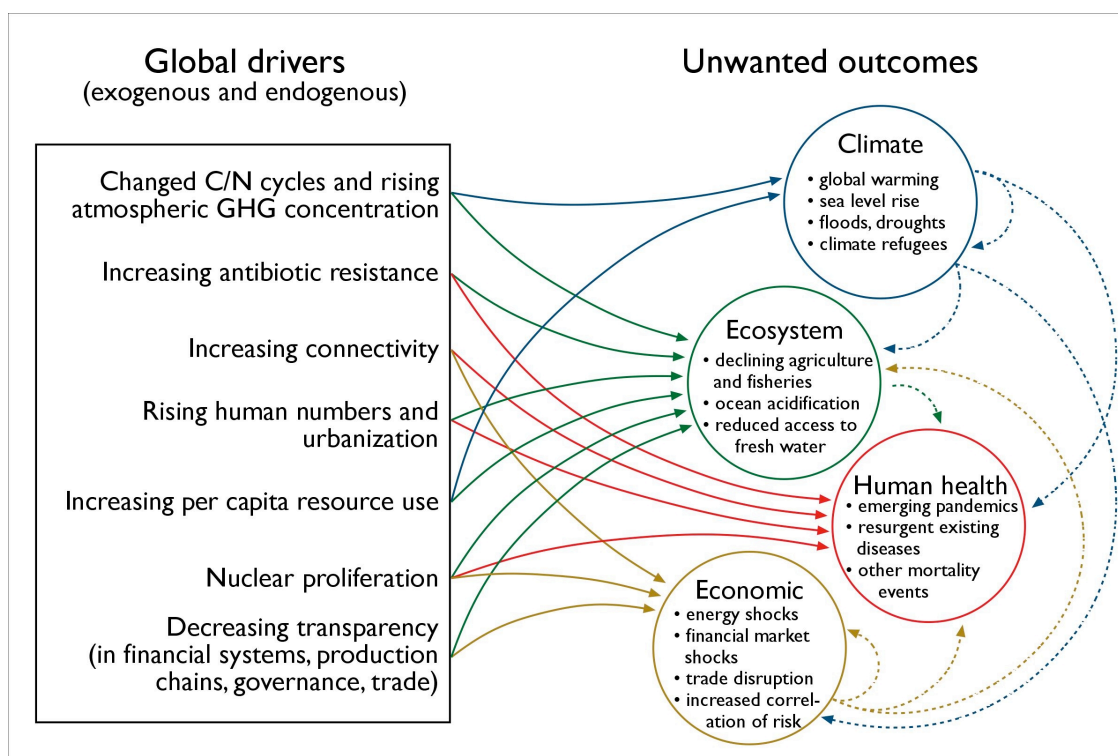 Global drivers
(exogenous and endogenous)
Changed C/N cycles and rising
atmospheric GHG concentration
Increasing antibiotic resistance
Increasing connectivity
Rising human numbers and
urbanization
Increasing per capita resource use
Nuclear proliferation
Decreasing transparency
(in financial systems, production
chains, governance, trade)
Unwanted outcomes
Climate
• global warming
• sea level rise
• floods, droughts
• climate refugees
Ecosystem
• declining agriculture
and fisheries
• ocean acidification
• reduced access to
fresh water
Human health
• emerging pandemics
• resurgent existing
diseases
• other mortality
events
Economic
• energy shocks
• financial market
shocks
• trade disruption
• increased correl-
ation of risk